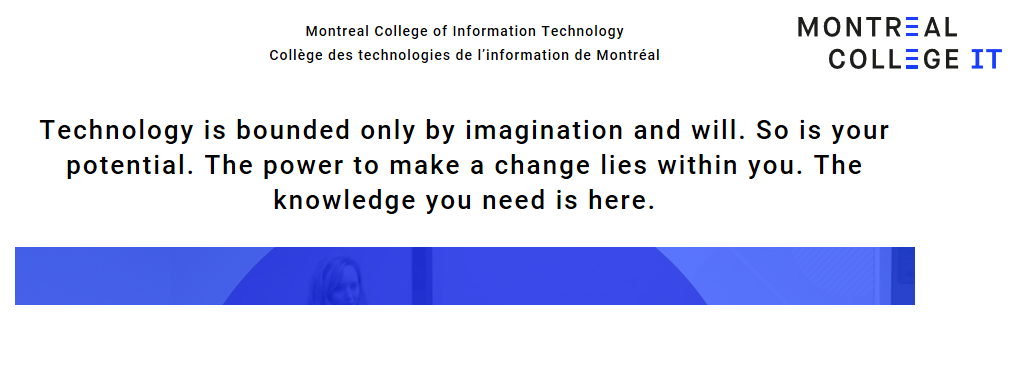 Montreal College of Information Technology
Collège des technologies de l'information de Montréal
MONTREAL
COLLEGE IT
Technology is bounded only by imagination and will. So is your
potential. The power to make a change lies within you. The
knowledge you need is here.